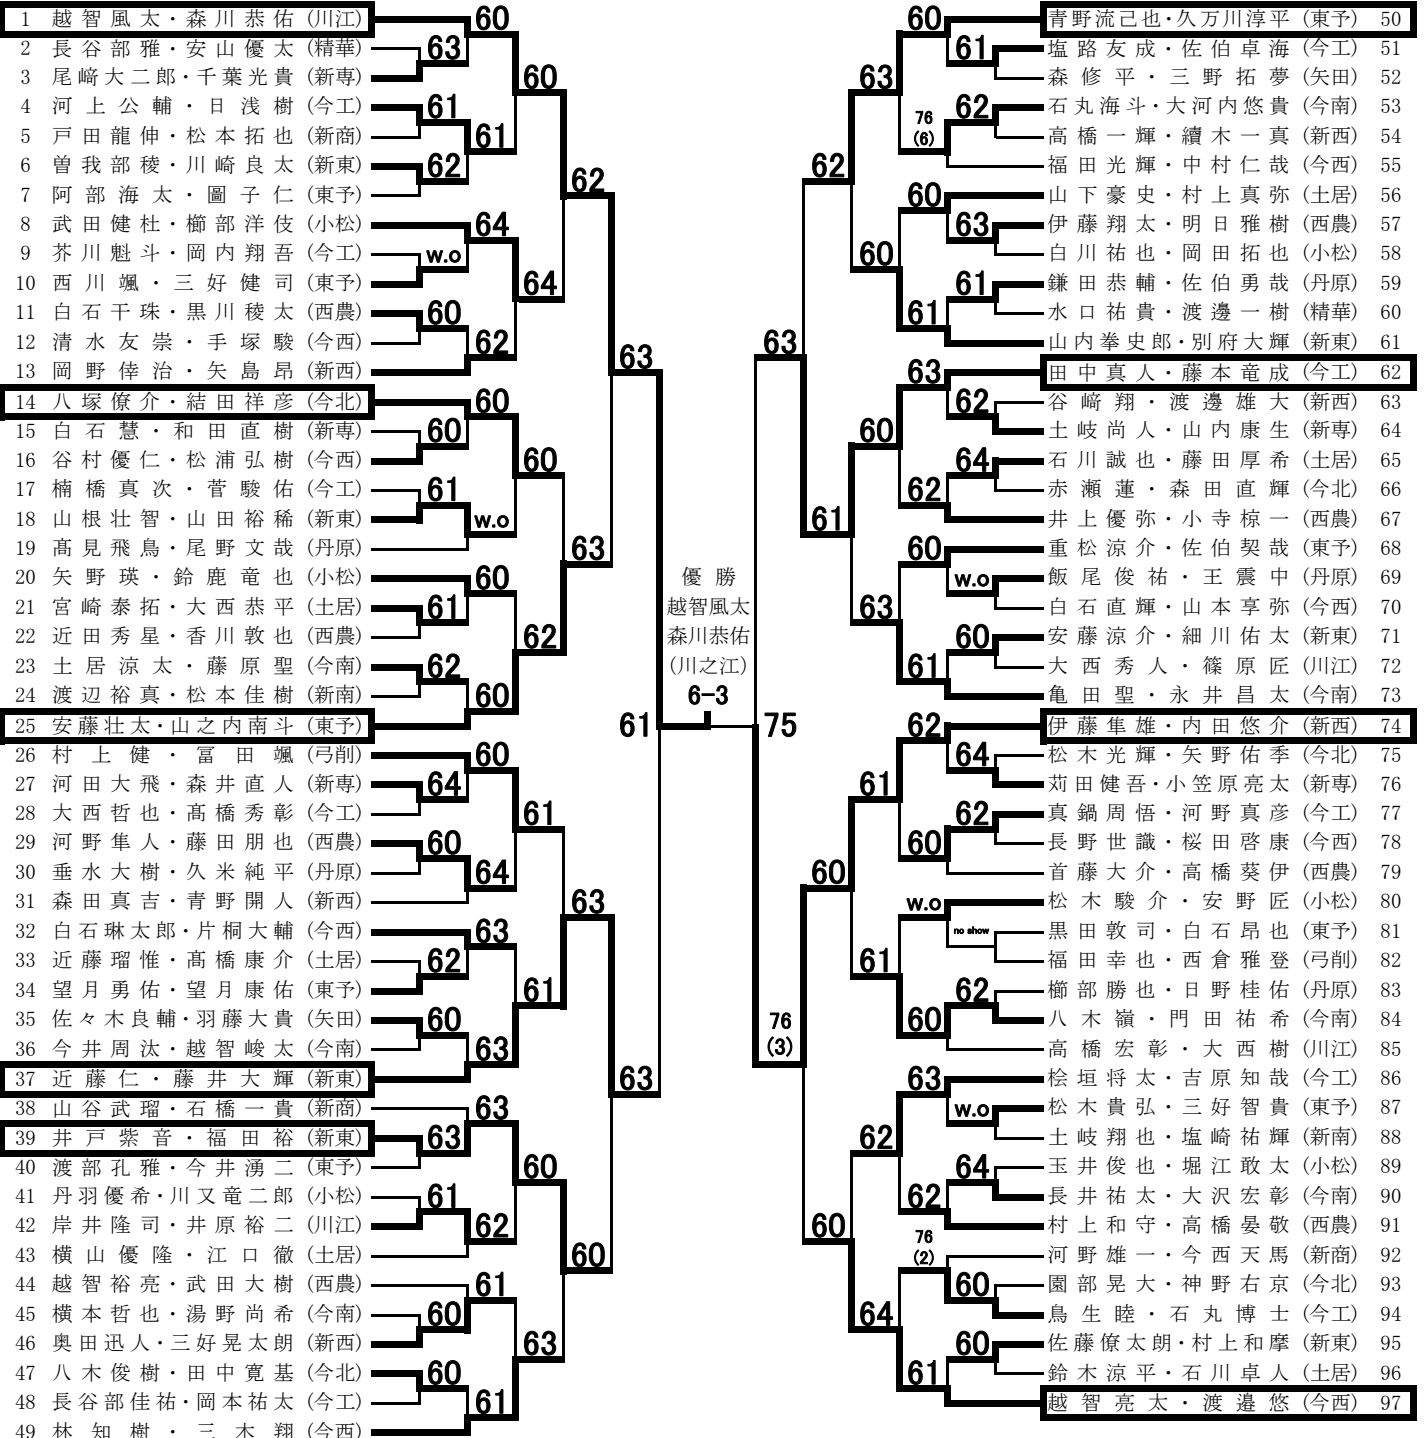 1 越智風太・森川恭佑 (川江)
2 長谷部雅・安山優太 (精華)
3 尾﨑大二郎・千葉光貴 (新専)
4 河上公輔・日浅樹 (今工)
5 戸田龍伸・松本拓也 (新商)
6 曽我部稜・川崎良太 (新東)
7 阿部海太・圖子仁 (東予)
8 武田健杜・櫛部洋伎 (小松)
9 芥川魁斗・岡内翔吾 (今工)
10 西川颯・三好健司 (東予)
11 白石干珠・黒川稜太 (西農)
12 清水友崇・手塚駿 (今西)
13 岡野倖治・矢島昂 (新西)
14 八塚僚介・結田祥彦 (今北)
15 白石慧・和田直樹 (新専)
16 谷村優仁・松浦弘樹 (今西)
17 楠橋真次・菅駿佑 (今工)
18 山根壮智・山田裕稀 (新東)
19 髙見飛鳥・尾野文哉 (丹原)
20 矢野瑛・鈴鹿竜也 (小松)
21 宮崎泰拓・大西恭平 (土居)
22 近田秀星・香川敦也 (西農)
23 土居涼太・藤原聖 (今南)
24 渡辺裕真・松本佳樹 (新南)
25 安藤壮太・山之内南斗 (東予)
26 村上健・冨田颯 (弓削)
27 河田大飛・森井直人 (新専)
28 大西哲也・髙橋秀彰 (今工)
29 河野隼人・藤田朋也 (西農)
30 垂水大樹・久米純平 (丹原)
31 森田真吉・青野開人 (新西)
32 白石琳太郎・片桐大輔 (今西)
33 近藤瑠惟・髙橋康介 (土居)
34 望月勇佑・望月康佑 (東予)
35 佐々木良輔・羽藤大貴 (矢田)
36 今井周汰・越智峻太 (今南)
37 近藤仁・藤井大輝 (新東)
38 山谷武瑠・石橋一貴 (新商)
39 井戸紫音・福田裕 (新東)
40 渡部孔雅・今井湧二 (東予)
41 丹羽優希・川又竜二郎 (小松)
42 岸井隆司・井原裕二 (川江)
43 横山優隆・江口徹 (土居)
44 越智裕亮・武田大樹 (西農)
45 横本哲也・湯野尚希 (今南)
46 奥田迅人・三好晃太朗 (新西)
47 八木俊樹・田中寛基 (今北)
48 長谷部佳祐・岡本祐太 (今工)
49 林知樹・三木翔 (今西)
63
61
62
w.o
60
60
61
61
62
60
64
62
60
62
64
60
62
60
63
61
60
60
60
61
64
62
60
w.o
60
60
60
64
63
63
63
62
61
61
60
61
60
62
63
60
64
60
62
63
63
61
63
60
63
60
63
63
優勝
越智風太
森川恭佑
(川之江)
6-3
61
75
63
76
(3)
62
61
60
60
63
60
60
63
61
61
62
64
60
76
(6)
60
61
63
62
60
61
62
60
w.o
60
63
62
76
(2)
61
61
62
63
61
62
64
w.o
60
64
62
no show
62
w.o
64
60
60
青野流己也・久万川淳平 (東予) 50
塩路友成・佐伯卓海 (今工) 51
森修平・三野拓夢 (矢田) 52
石丸海斗・大河内悠貴 (今南) 53
高橋一輝・續木一真 (新西) 54
福田光輝・中村仁哉 (今西) 55
山下豪史・村上真弥 (土居) 56
伊藤翔太・明日雅樹 (西農) 57
白川祐也・岡田拓也 (小松) 58
鎌田恭輔・佐伯勇哉 (丹原) 59
水口祐貴・渡邊一樹 (精華) 60
山内拳史郎・別府大輝 (新東) 61
田中真人・藤本竜成 (今工) 62
谷﨑翔・渡邊雄大 (新西) 63
土岐尚人・山内康生 (新専) 64
石川誠也・藤田厚希 (土居) 65
赤瀬蓮・森田直輝 (今北) 66
井上優弥・小寺椋一 (西農) 67
重松涼介・佐伯契哉 (東予) 68
飯尾俊祐・王震中 (丹原) 69
白石直輝・山本享弥 (今西) 70
安藤涼介・細川佑太 (新東) 71
大西秀人・篠原匠 (川江) 72
亀田聖・永井昌太 (今南) 73
伊藤隼雄・内田悠介 (新西) 74
松木光輝・矢野佑季 (今北) 75
苅田健吾・小笠原亮太 (新専) 76
真鍋周悟・河野真彦 (今工) 77
長野世識・桜田啓康 (今西) 78
首藤大介・高橋葵伊 (西農) 79
松木駿介・安野匠 (小松) 80
黒田敦司・白石昂也 (東予) 81
福田幸也・西倉雅登 (弓削) 82
櫛部勝也・日野桂佑 (丹原) 83
八木嶺・門田祐希 (今南) 84
高橋宏彰・大西樹 (川江) 85
桧垣将太・吉原知哉 (今工) 86
松木貴弘・三好智貴 (東予) 87
土岐翔也・塩崎祐輝 (新南) 88
玉井俊也・堀江敢太 (小松) 89
長井祐太・大沢宏彰 (今南) 90
村上和守・高橋晏敬 (西農) 91
河野雄一・今西天馬 (新商) 92
園部晃大・神野右京 (今北) 93
鳥生睦・石丸博士 (今工) 94
佐藤僚太朗・村上和摩 (新東) 95
鈴木涼平・石川卓人 (土居) 96
越智亮太・渡邉悠 (今西) 97